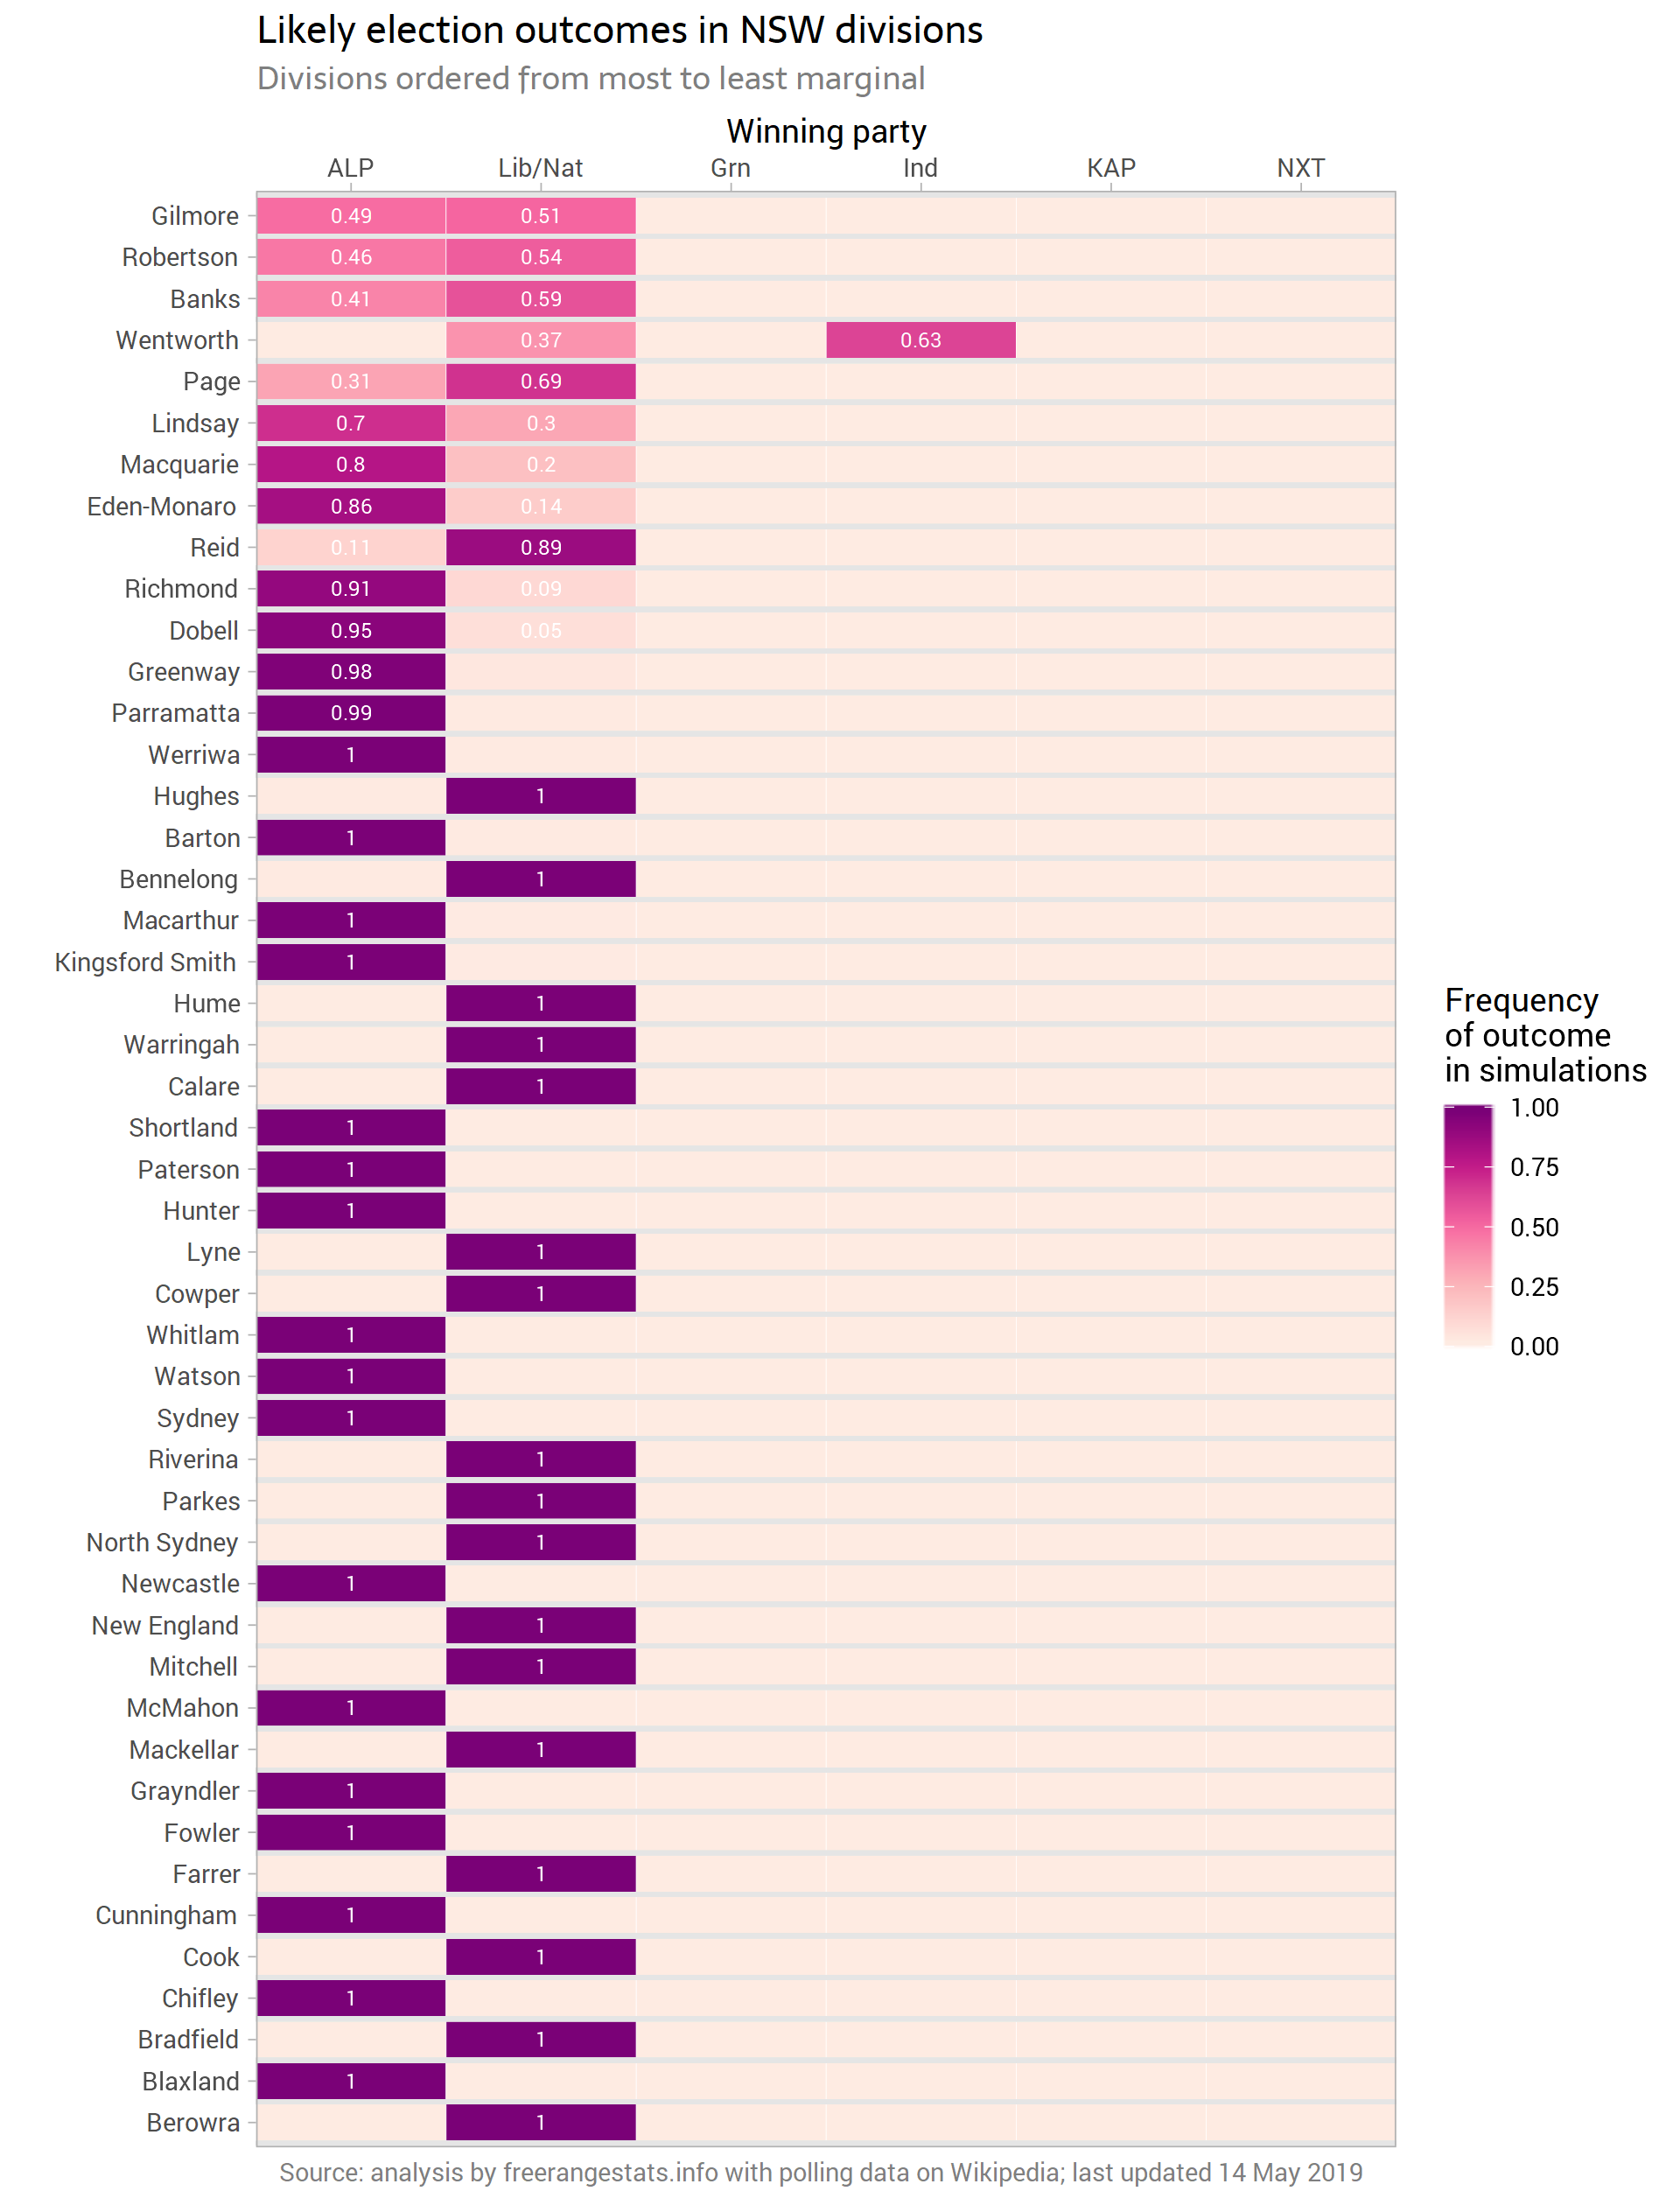 Likely election outcomes in NSW divisions
Divisions ordered from most to least marginal
Winning party
ALP Lib/Nat Grn Ind KAP NXT
Gilmore 0.49 0.51
Robertson 0.46 0.54
Banks 0.41 0.59
Wentworth 0.37 0.63
Page 0.31 0.69
Lindsay 0.7 0.3
Macquarie 0.8 0.2
Eden-Monaro 0.86 0.14
Reid 0.11 0.89
Richmond 0.91 0.09
Dobell 0.95 0.05
Greenway 0.98
Parramatta 0.99
Werriwa 1
Hughes 1
Barton 1
Bennelong 1
Macarthur 1
Kingsford Smith 1
Hume 1
Warringah 1
Calare 1
Shortland 1
Paterson 1
Hunter 1
Lyne 1
Cowper 1
Whitlam 1
Watson 1
Sydney 1
Riverina 1
Parkes 1
North Sydney 1
Newcastle 1
New England 1
Mitchell 1
McMahon 1
Mackellar 1
Grayndler 1
Fowler 1
Farrer 1
Cunningham 1
Cook 1
Chifley 1
Bradfield 1
Blaxland 1
Berowra 1
Frequency
of outcome
in simulations
1.00
0.75
0.50
0.25
0.00
Source: analysis by freerangestats.info with polling data on Wikipedia; last updated 14 May 2019